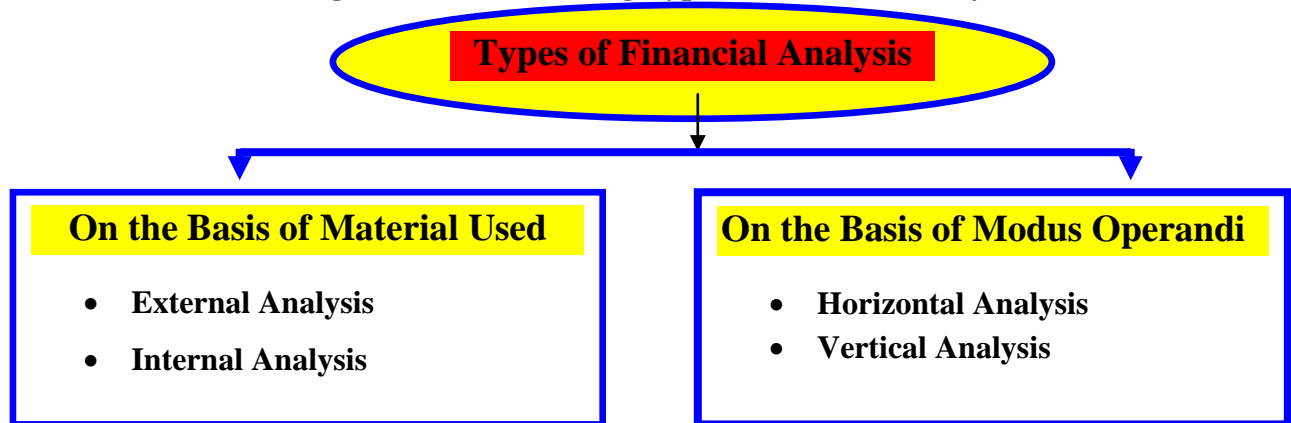 Types of Financial Analysis
On the Basis of Material Used
• External Analysis
• Internal Analysis
On the Basis of Modus Operandi
• Horizontal Analysis
• Vertical Analysis